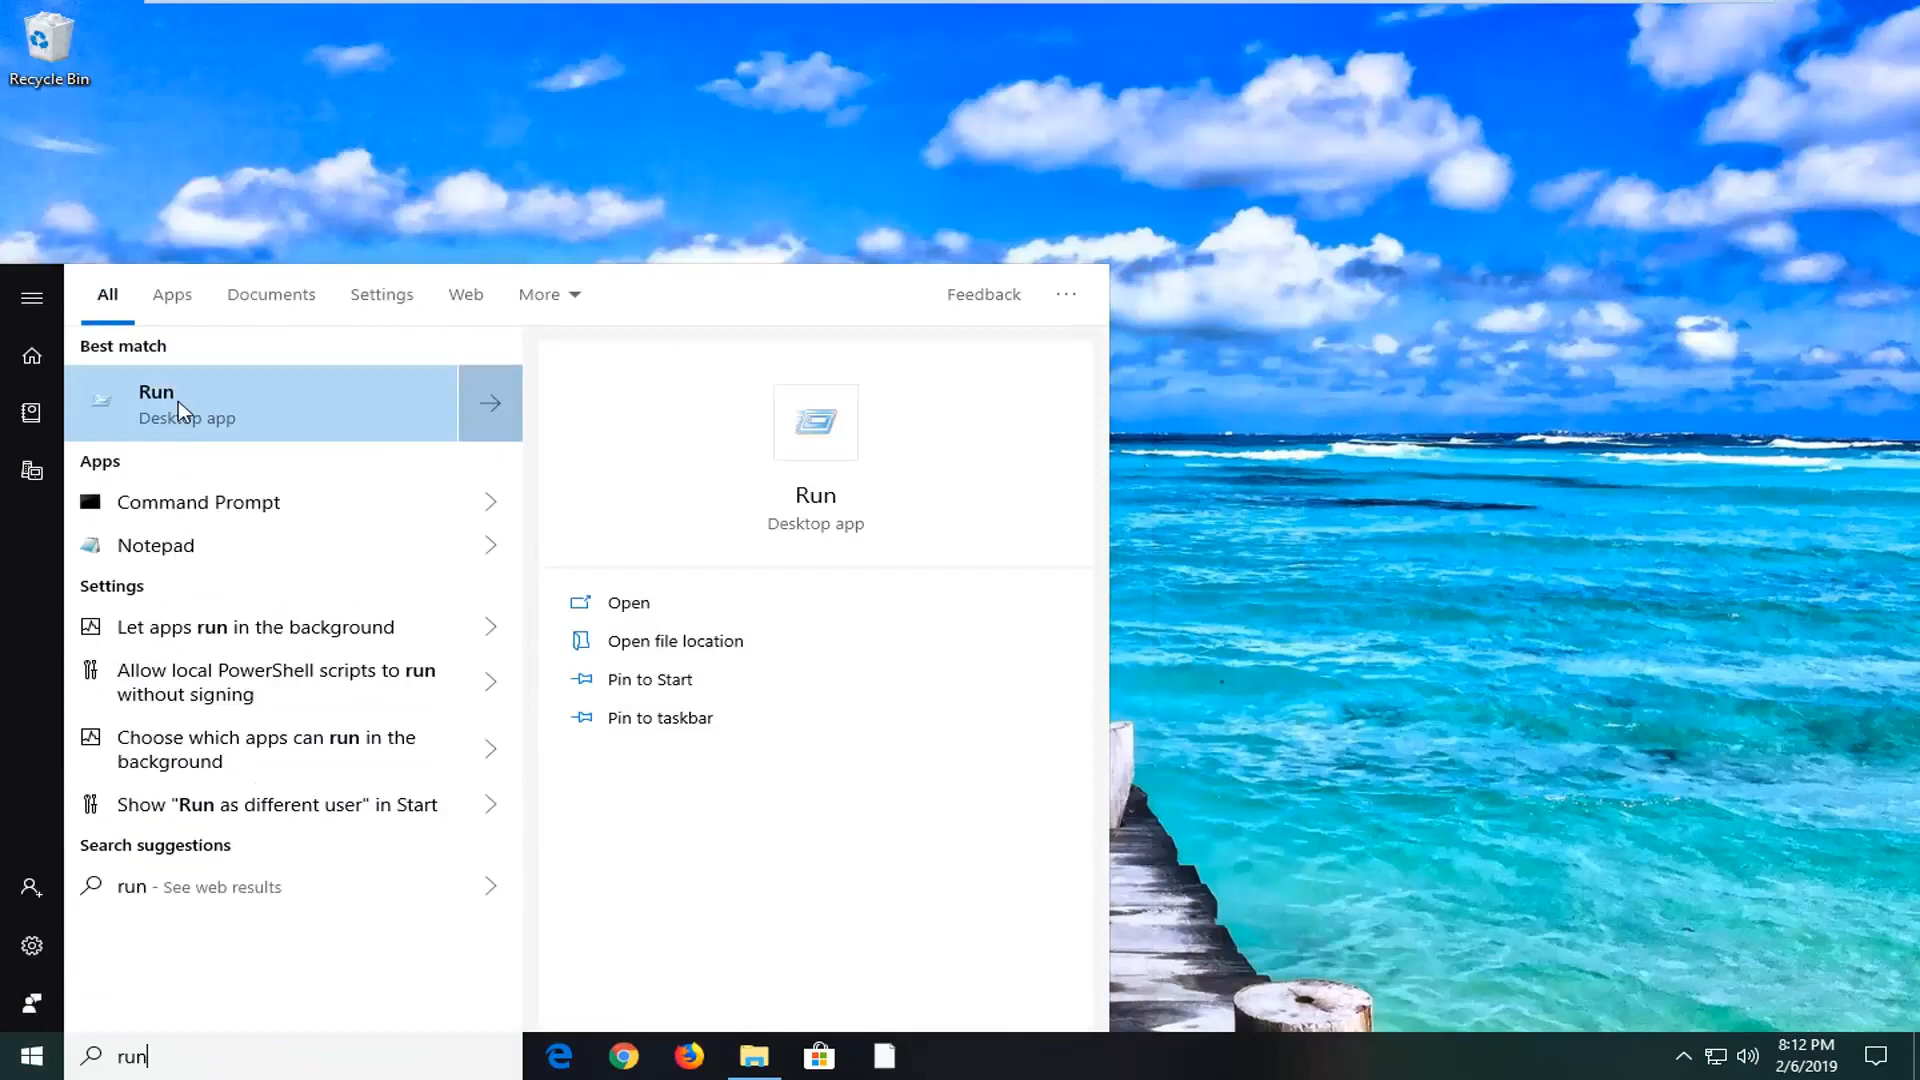 Recycle Bin
All Apps Documents Settings Web More Feedback ...
Best match
Run
Desktop app
Apps
Command Prompt
Notepad
Settings
Let apps run in the background
Allow local PowerShell scripts to run
without signing
Choose which apps can run in the
background
Show "Run as different user" in Start
Search suggestions
run - See web results
Run
Desktop app
Open
Open file location
Pin to Start
Pin to taskbar
run
8:12 PM
2/6/2019